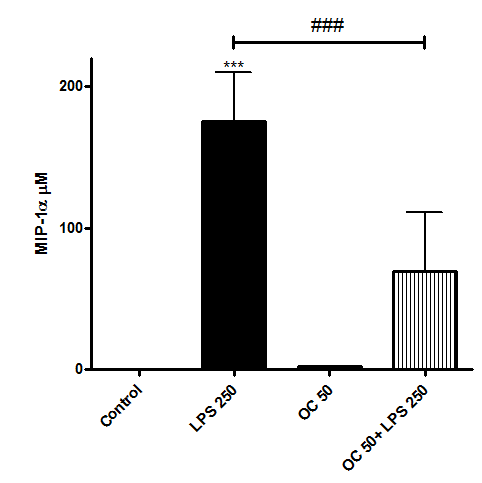 ###
***
200
MIP-1α μM
100
0
Control
LPS 250
OC 50
OC 50+ LPS 250